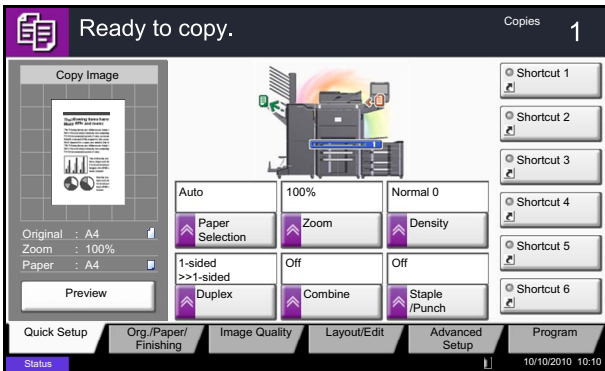 Ready to copy.
Copies 1
Copy Image
Original : A4
Zoom : 100%
Paper : A4
Preview
1
Auto
Paper
Selection
100%
Zoom
Normal 0
Density
1-sided
>>1-sided
Duplex
Off
Combine
Off
Staple
/Punch
Shortcut 1
Shortcut 2
Shortcut 3
Shortcut 4
Shortcut 5
Shortcut 6
Quick Setup
Org./Paper/
Finishing
Image Quality
Layout/Edit
Advanced
Setup
Program
Status
10/10/2010 10:10